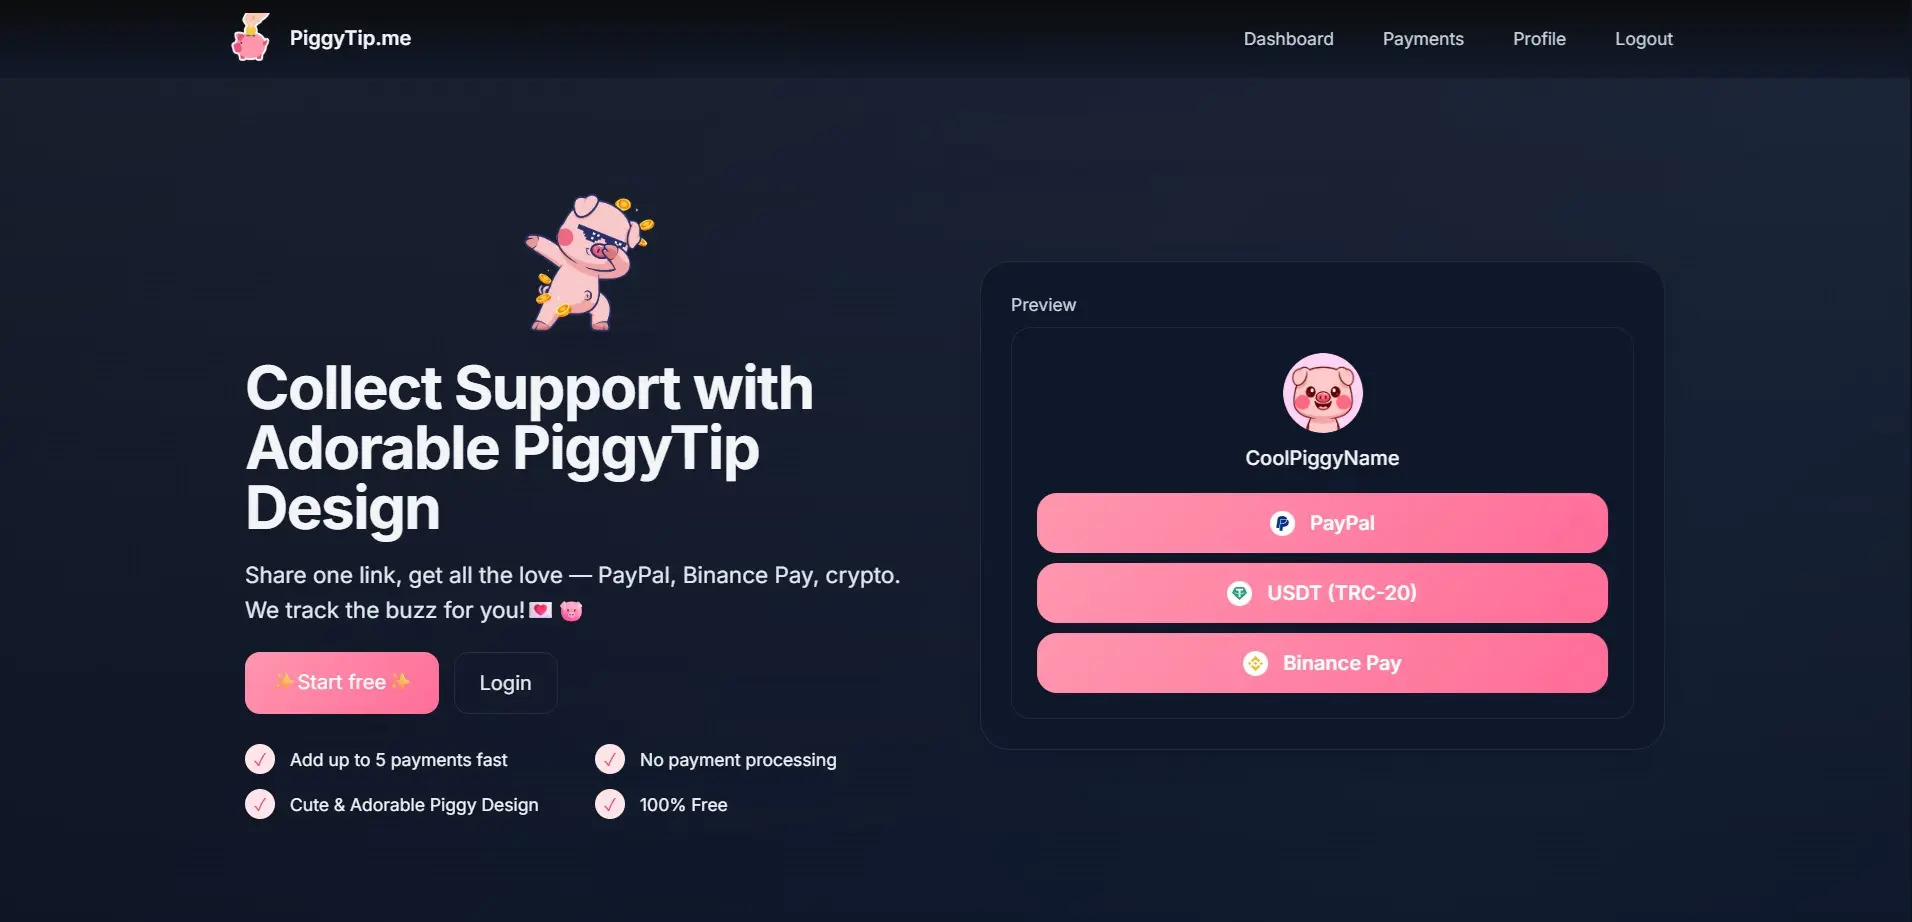 PiggyTip.me
Dashboard
Payments
Profile
Logout
Collect Support with
Adorable PiggyTip
Design
Share one link, get all the love — PayPal, Binance Pay, crypto.
We track the buzz for you!💌 🐷
✨Start free ✨
Login
✓ Add up to 5 payments fast
✓ No payment processing
✓ Cute & Adorable Piggy Design
✓ 100% Free
Preview
CoolPiggyName
PayPal
USDT (TRC-20)
Binance Pay